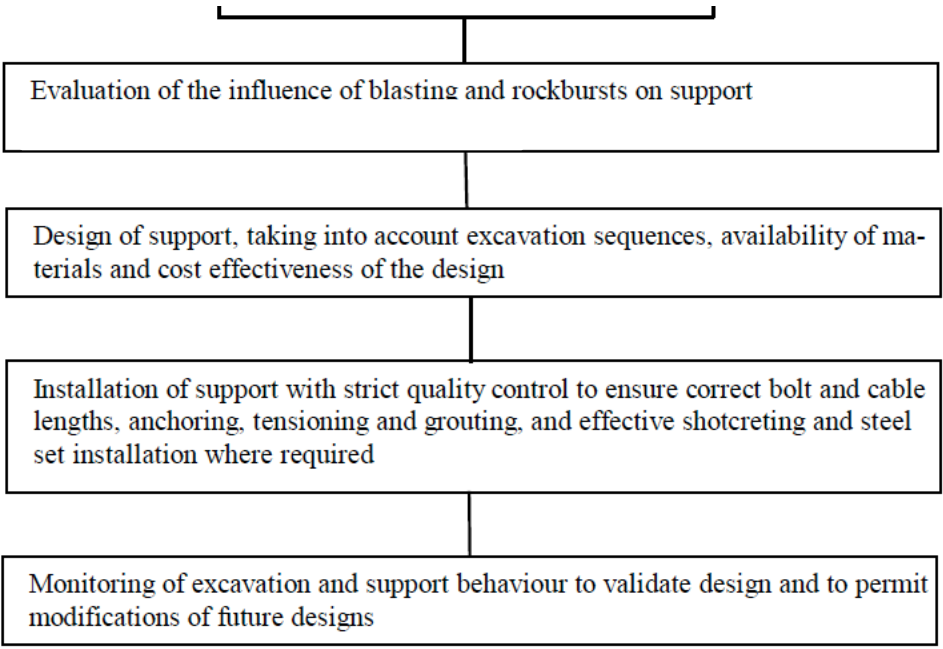 Evaluation of the influence of blasting and rockbursts on support
Design of support, taking into account excavation sequences, availability of ma-
terials and cost effectiveness of the design
Installation of support with strict quality control to ensure correct bolt and cable
lengths, anchoring, tensioning and grouting, and effective shotcreting and steel
set installation where required
Monitoring of excavation and support behaviour to validate design and to permit
modifications of future designs